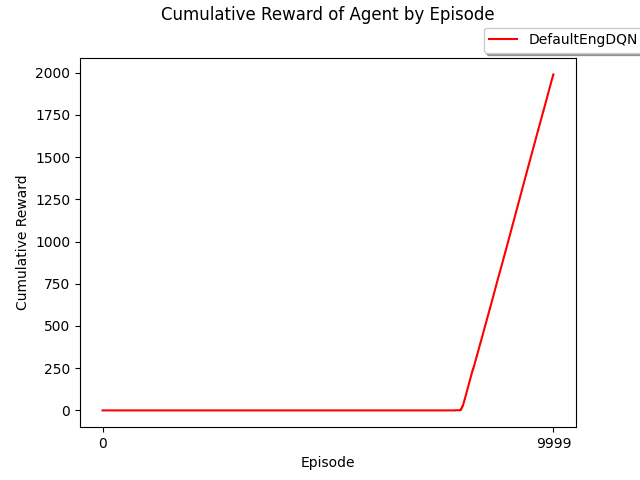 Cumulative Reward of Agent by Episode
DefaultEngDQN
2000
1750
1500
1250
1000
750
500
250
0
Cumulative Reward
0
9999
Episode